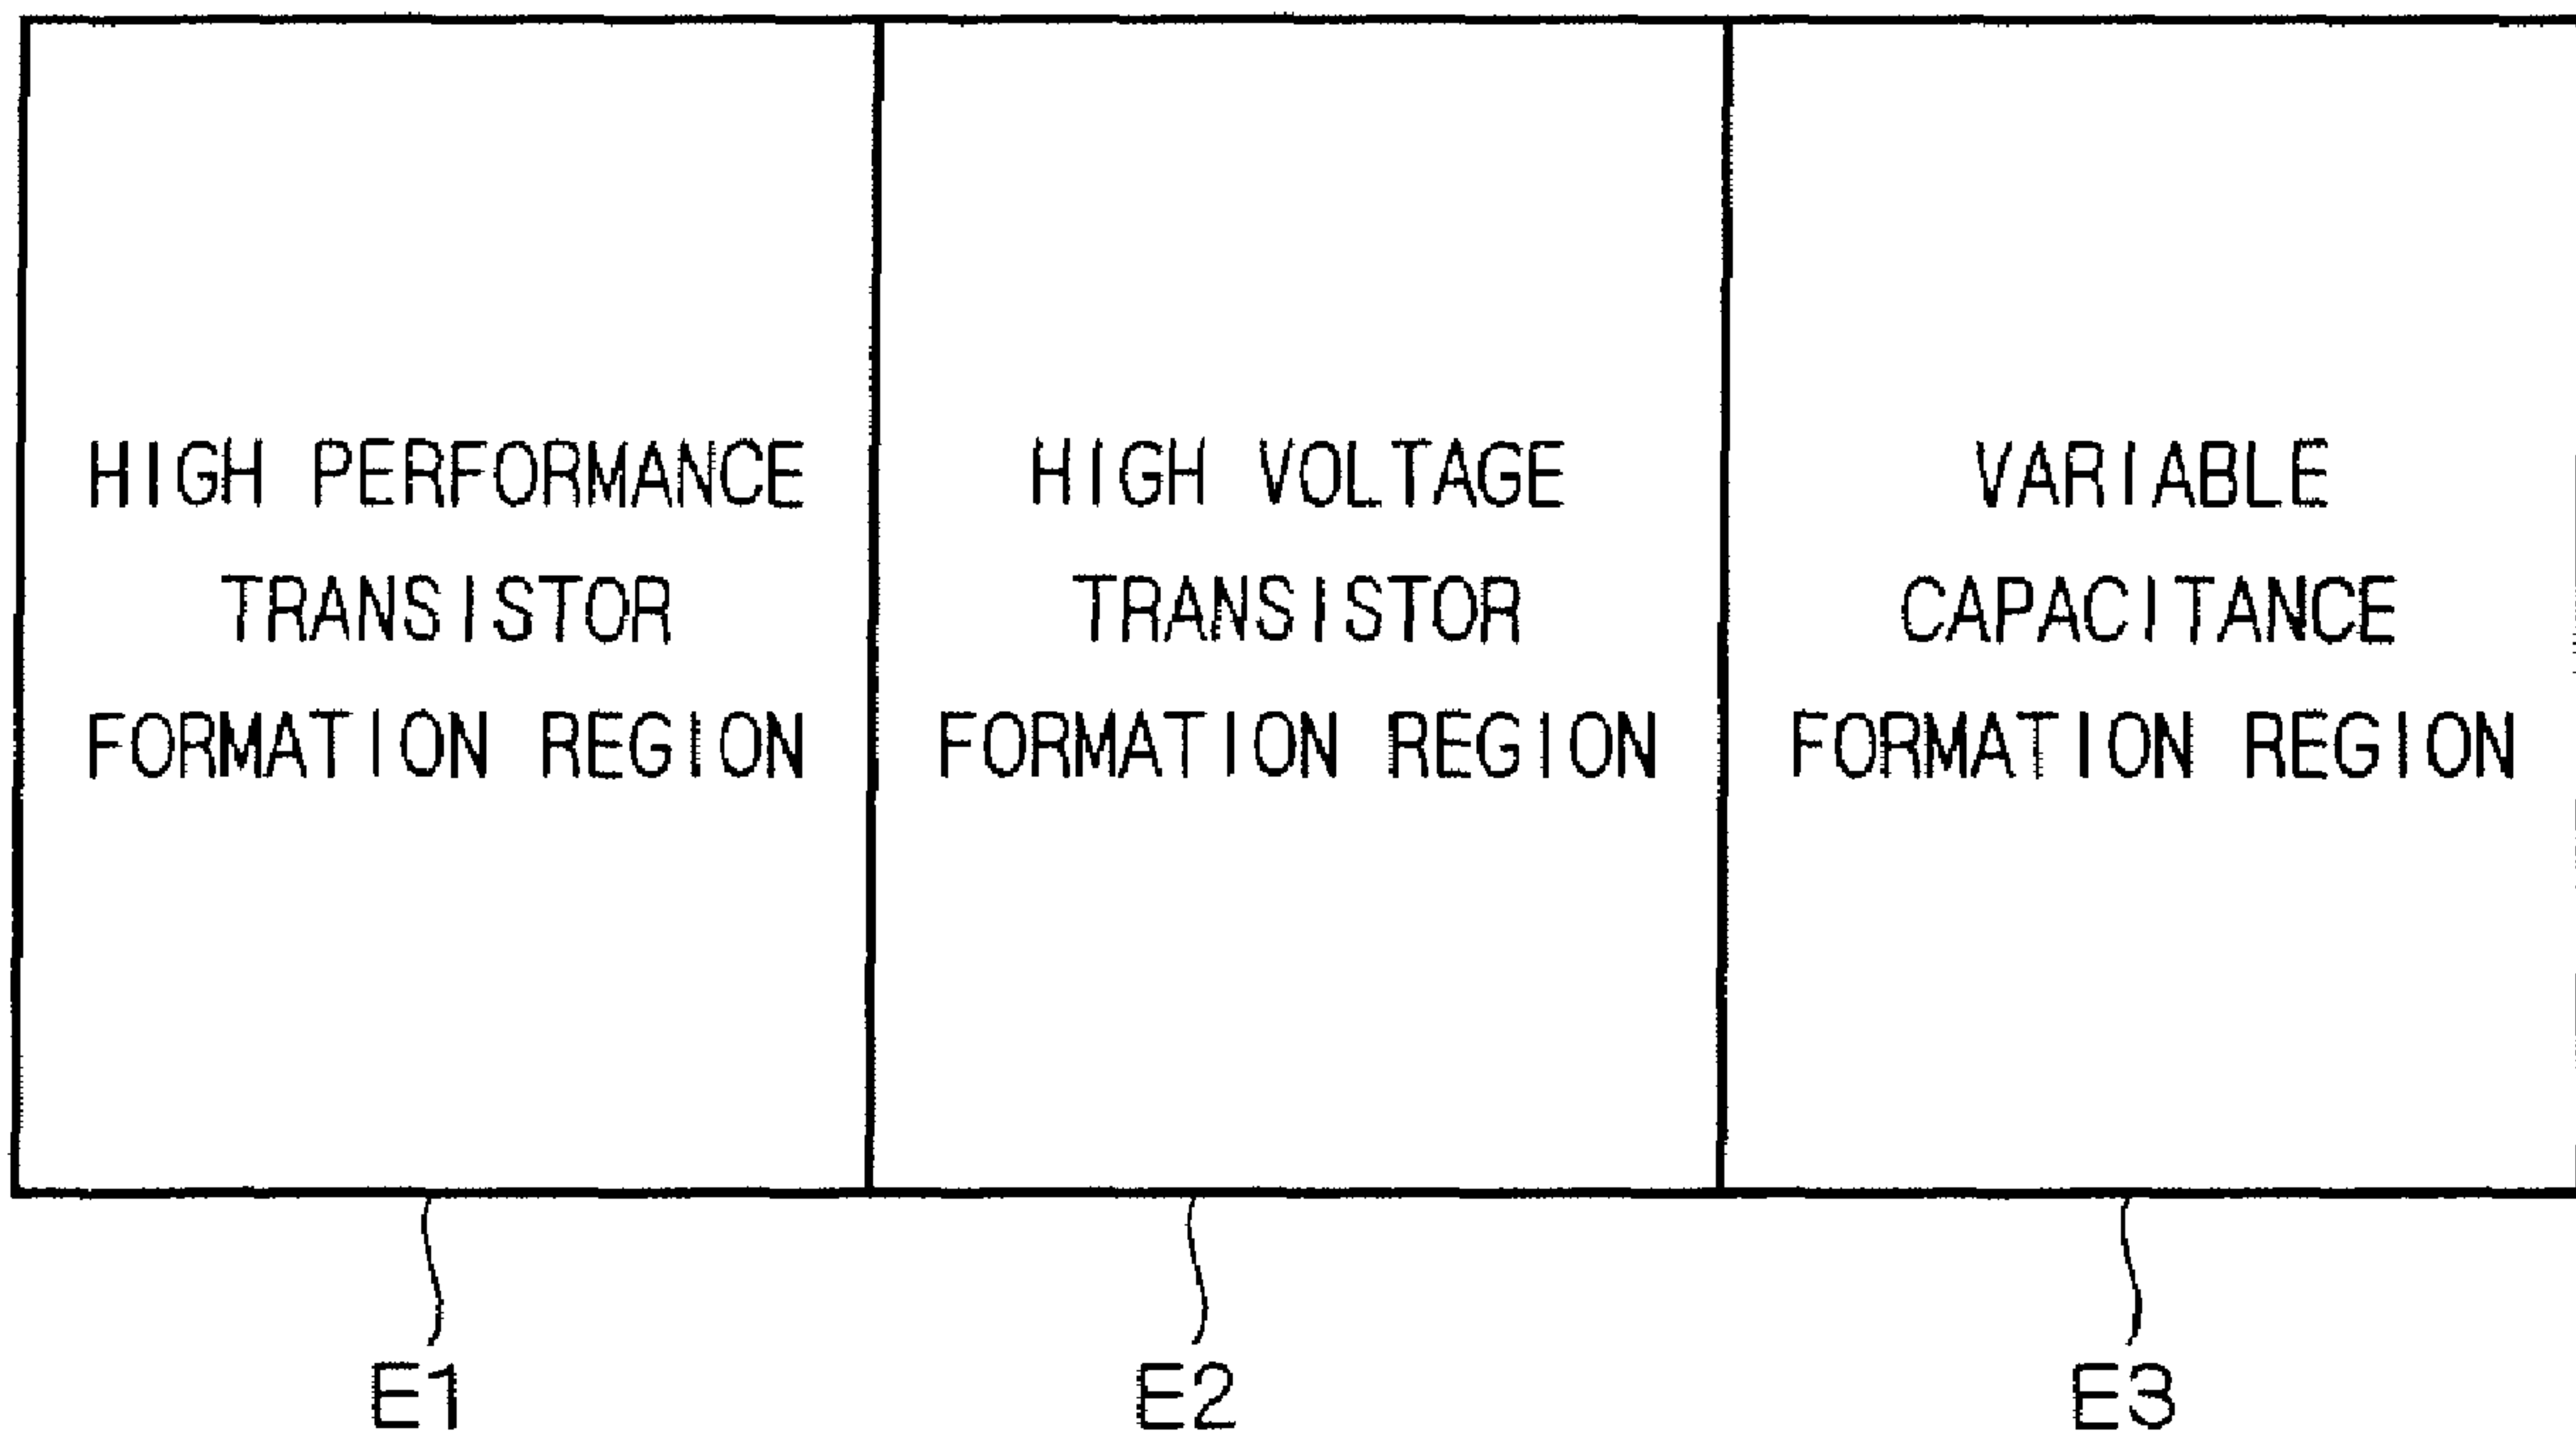 HIGH PERFORMANCE
TRANSISTOR
FORMATION REGION
HIGH VOLTAGE
TRANSISTOR
FORMATION REGION
VARIABLE
CAPACITANCE
FORMATION REGION
E1
E2
E3